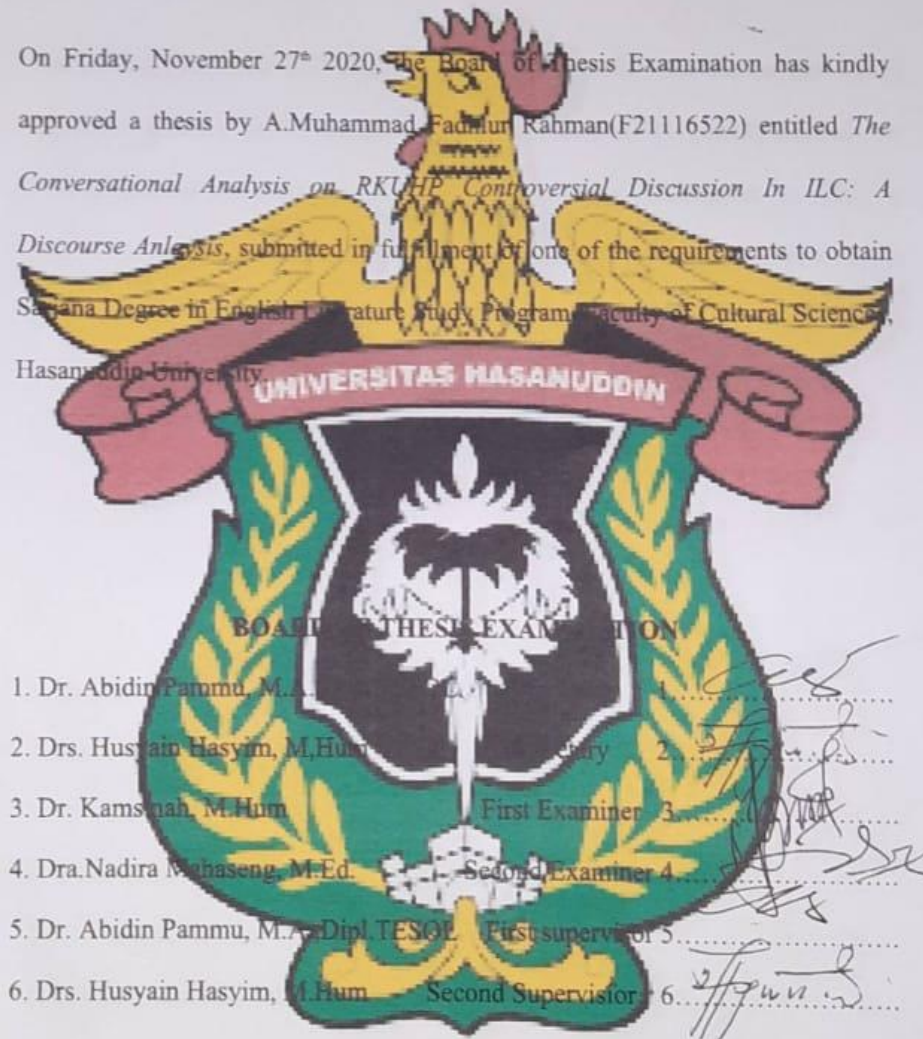 On Friday, November 27th 2020, the Board of Thesis Examination has kindly
approved a thesis by A.Muhammad Fadhlur Rahman(F21116522) entitled The
Conversational Analysis on RKUHP Controversial Discussion In ILC: A
Discourse Anlaysis, submitted in fulfillment of one of the requirements to obtain
Sarjana Degree in English Literature Study Program Faculty of Cultural Sciences,
Hasanuddin University
UNIVERSITAS HASANUDDIN
BOARD OF THESIS EXAMINATION
1. Dr. Abidin Pammu, M.A. 1.
2. Drs. Husyain Hasyim, M,Hum 2.
3. Dr. Kamsinah, M.Hum First Examiner 3.
4. Dra.Nadira Mahaseng, M.Ed. Second Examiner 4.
5. Dr. Abidin Pammu, M.A.,Dipl.TESOL First supervisor 5.
6. Drs. Husyain Hasyim, M.Hum Second Supervisior 6.